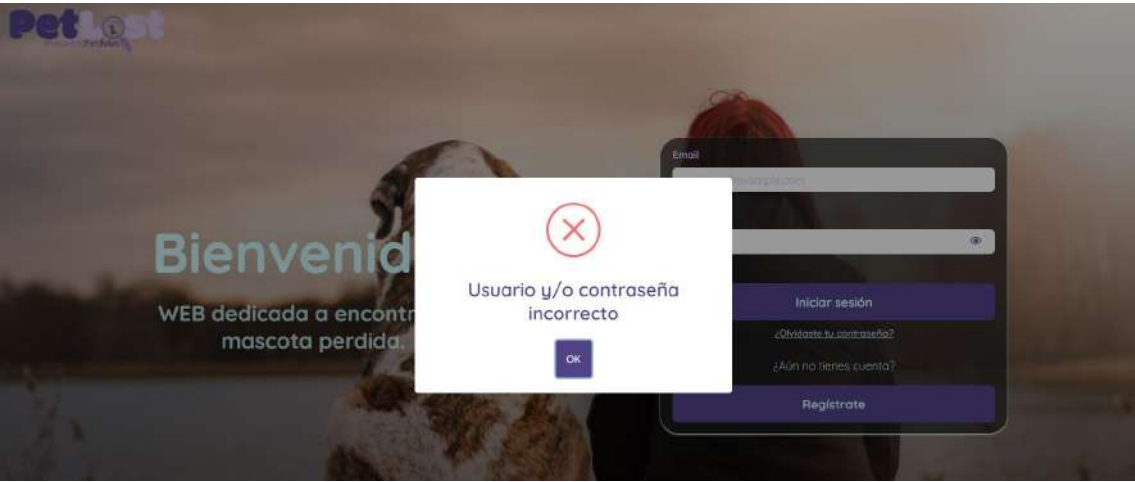 PetLost
Email
Bienvenid
WEB dedicada a encontr
mascota perdida.
Usuario y/o contraseña
incorrecto
OK
Iniciar sesión
¿Olvidaste tu contraseña?
¿Aún no tienes cuenta?
Regístrate